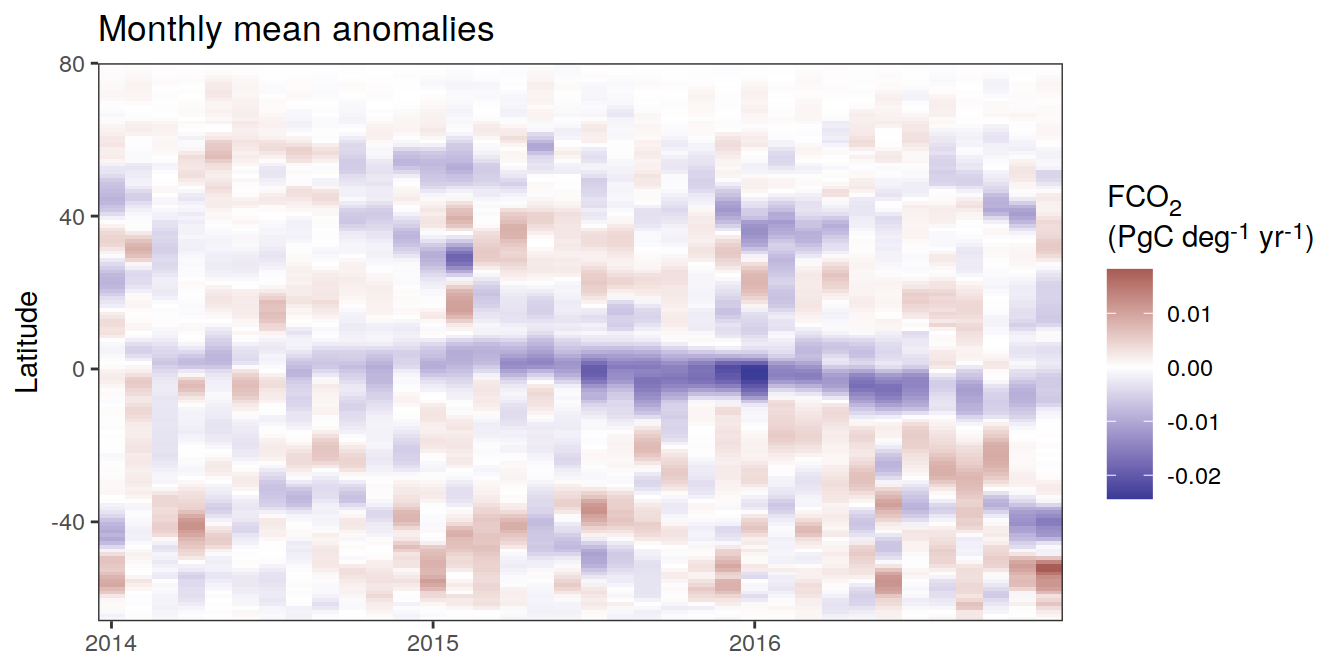 Monthly mean anomalies
80
40
0
-40
Latitude
2014 2015 2016
FCO₂
(PgC deg⁻¹ yr⁻¹)
0.01
0.00
-0.01
-0.02